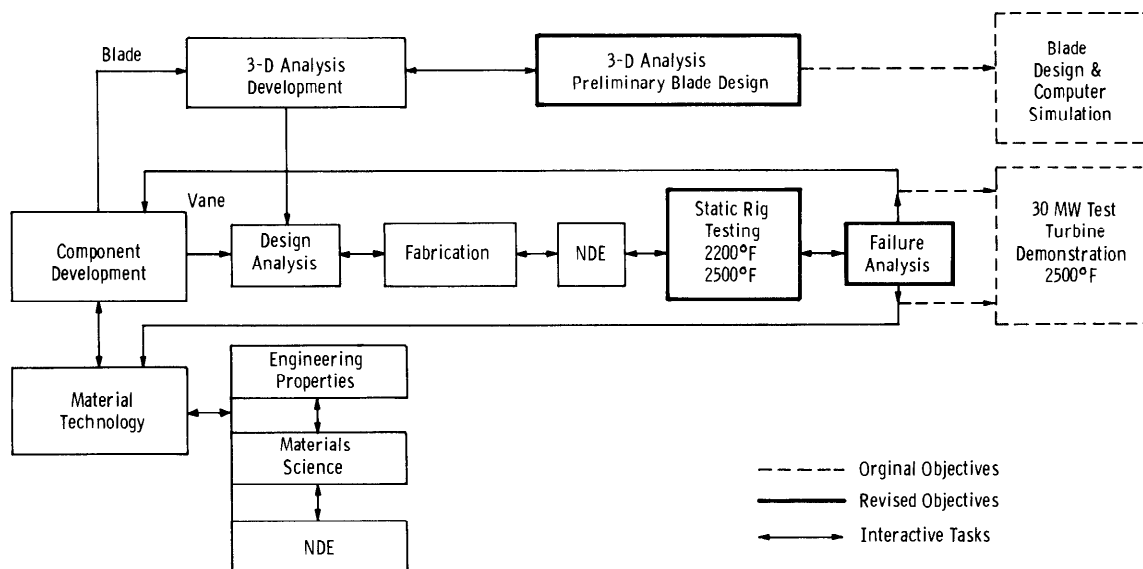 Blade
3-D Analysis
Development
3-D Analysis
Preliminary Blade Design
Blade
Design &
Computer
Simulation
Vane
Component
Development
Design
Analysis
Fabrication
NDE
Static Rig
Testing
2200°F
2500°F
Failure
Analysis
30 MW Test
Turbine
Demonstration
2500°F
Material
Technology
Engineering
Properties
Materials
Science
NDE
Orginal Objectives
Revised Objectives
Interactive Tasks